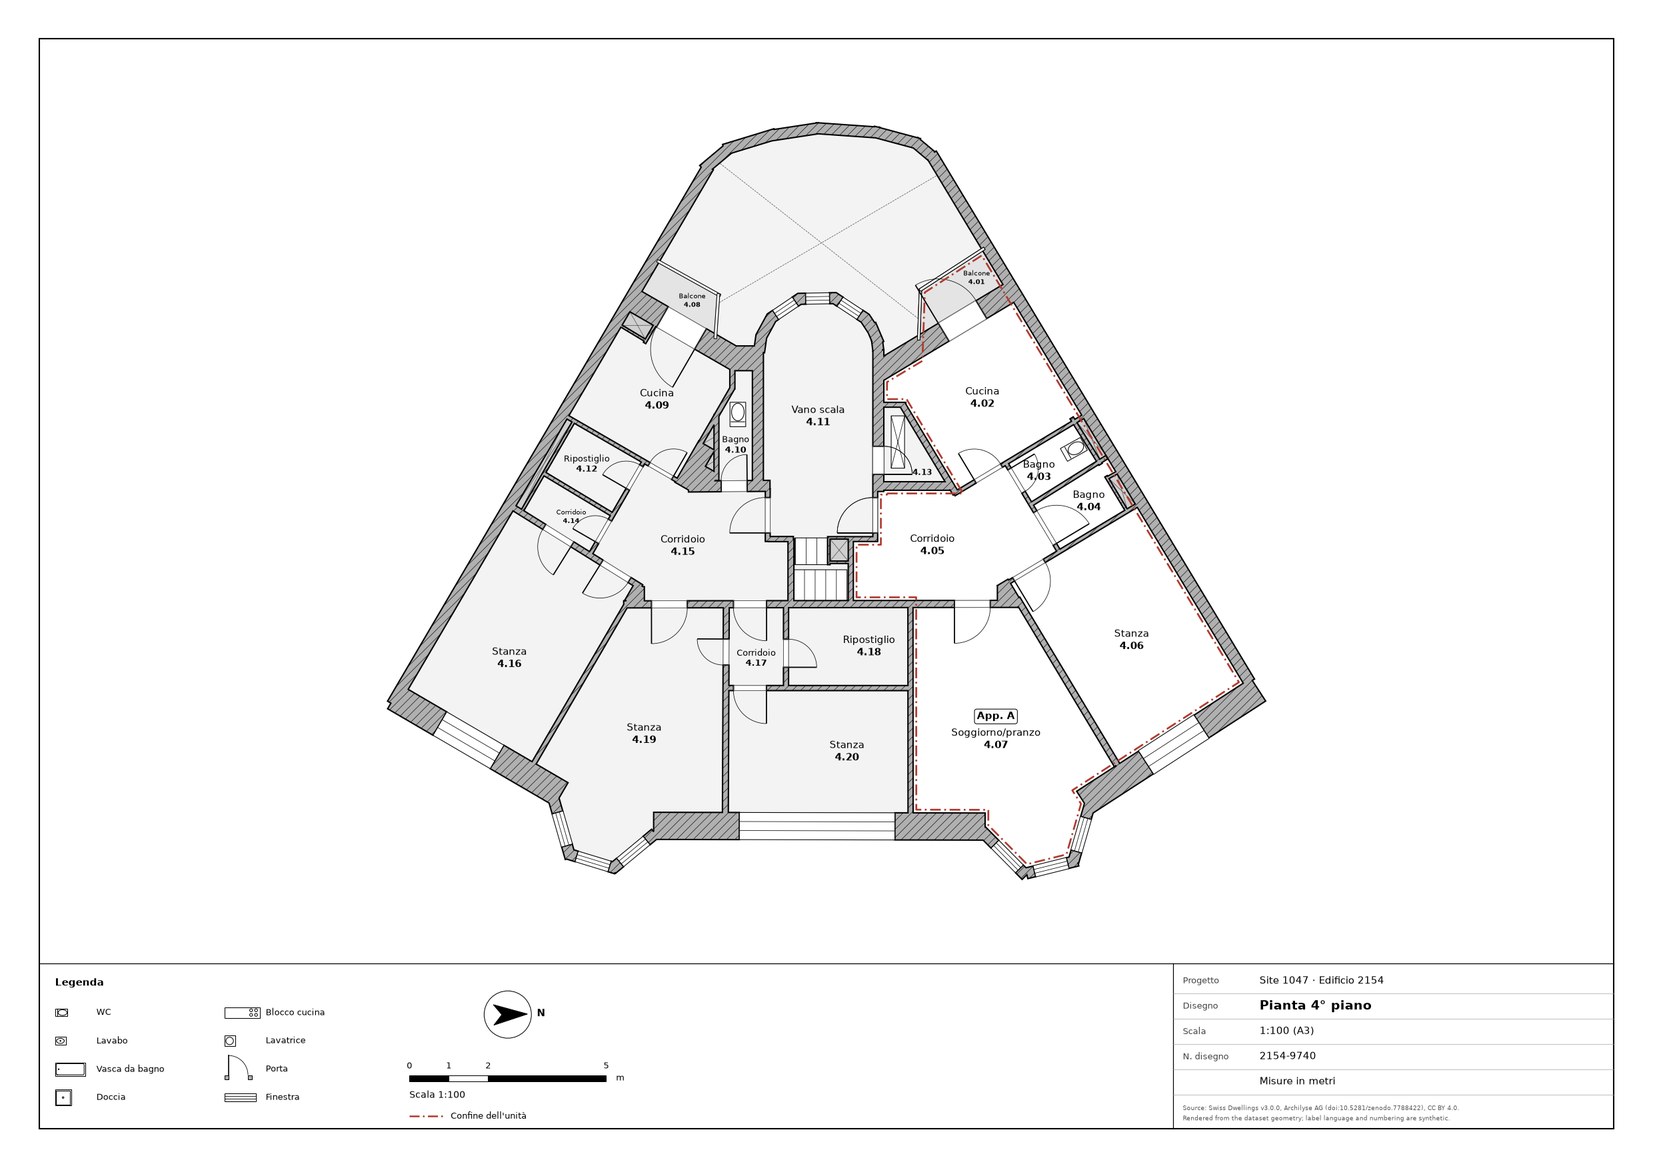 Balcone
4.01
Balcone
4.08
Cucina
4.09
Cucina
4.02
Vano scala
4.11
Bagno
4.10
Ripostiglio
4.12
4.13
Bagno
4.03
Bagno
4.04
Corridoio
4.14
Corridoio
4.15
Corridoio
4.05
Stanza
4.16
Corridoio
4.17
Ripostiglio
4.18
Stanza
4.06
Stanza
4.19
Stanza
4.20
App. A
Soggiorno/pranzo
4.07
Legenda
WC
Lavabo
Vasca da bagno
Doccia
Blocco cucina
Lavatrice
Porta
Finestra
N
0 1 2 5
m
Scala 1:100
Confine dell'unità
Progetto Site 1047 · Edificio 2154
Disegno Pianta 4° piano
Scala 1:100 (A3)
N. disegno 2154-9740
Misure in metri
Source: Swiss Dwellings v3.0.0, Archilyse AG (doi:10.5281/zenodo.7788422), CC BY 4.0.
Rendered from the dataset geometry; label language and numbering are synthetic.